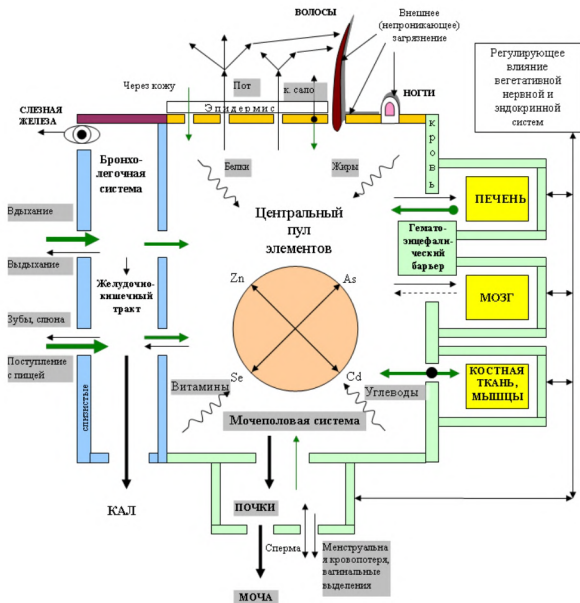 ВОЛОСЫ
Внешнее
(непроникающее)
загрязнение
Регулирующее
влияние
вегетативной
нервной и
эндокринной
систем
Через кожу
Пот
к. сало
Эпидермис
НОГТИ
СЛЕЗНАЯ
ЖЕЛЕЗА
кровь
Бронхо-
легочная
система
Белки
Жиры
ПЕЧЕНЬ
Вдыхание
Центральный
пул
элементов
Гемато-
энцефали-
ческий
барьер
Выдыхание
Желудочно-
кишечный
тракт
Zn
As
МОЗГ
Зубы, слюна
Поступление
с пищей
слизистые
Витамины
Se
Cd
Углеводы
КОСТНАЯ
ТКАНЬ,
МЫШЦЫ
Мочеполовая система
КАЛ
ПОЧКИ
Сперма
Менструальна
я кровопотеря,
вагинальные
выделения
МОЧА